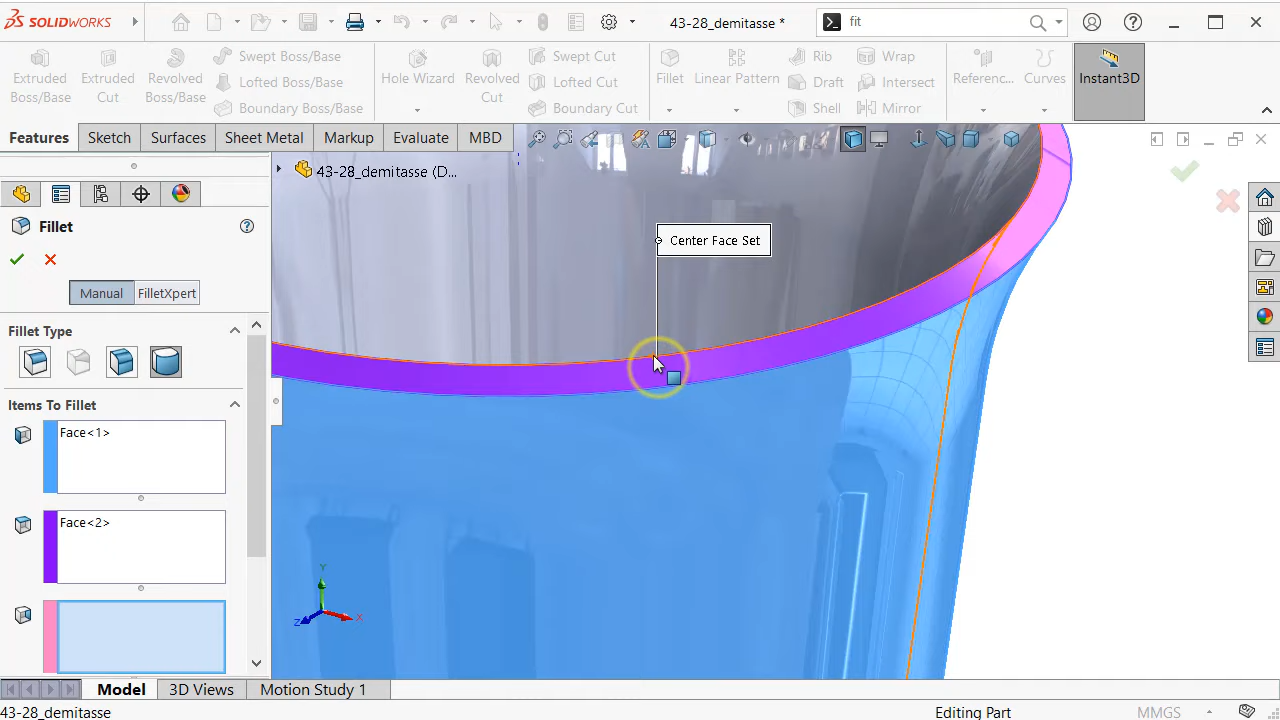 SOLIDWORKS
43-28_demitasse *
fit
Extruded Boss/Base
Extruded Cut
Revolved Boss/Base
Swept Boss/Base
Lofted Boss/Base
Boundary Boss/Base
Hole Wizard
Revolved Cut
Swept Cut
Lofted Cut
Boundary Cut
Fillet
Linear Pattern
Rib
Draft
Shell
Wrap
Intersect
Mirror
Referenc...
Curves
Instant3D
Features
Sketch
Surfaces
Sheet Metal
Markup
Evaluate
MBD
43-28_demitasse (D...
Fillet
Manual
FilletXpert
Fillet Type
Items To Fillet
Face<1>
Face<2>
Center Face Set
Y
X
Z
Model
3D Views
Motion Study 1
43-28_demitasse
Editing Part
MMGS